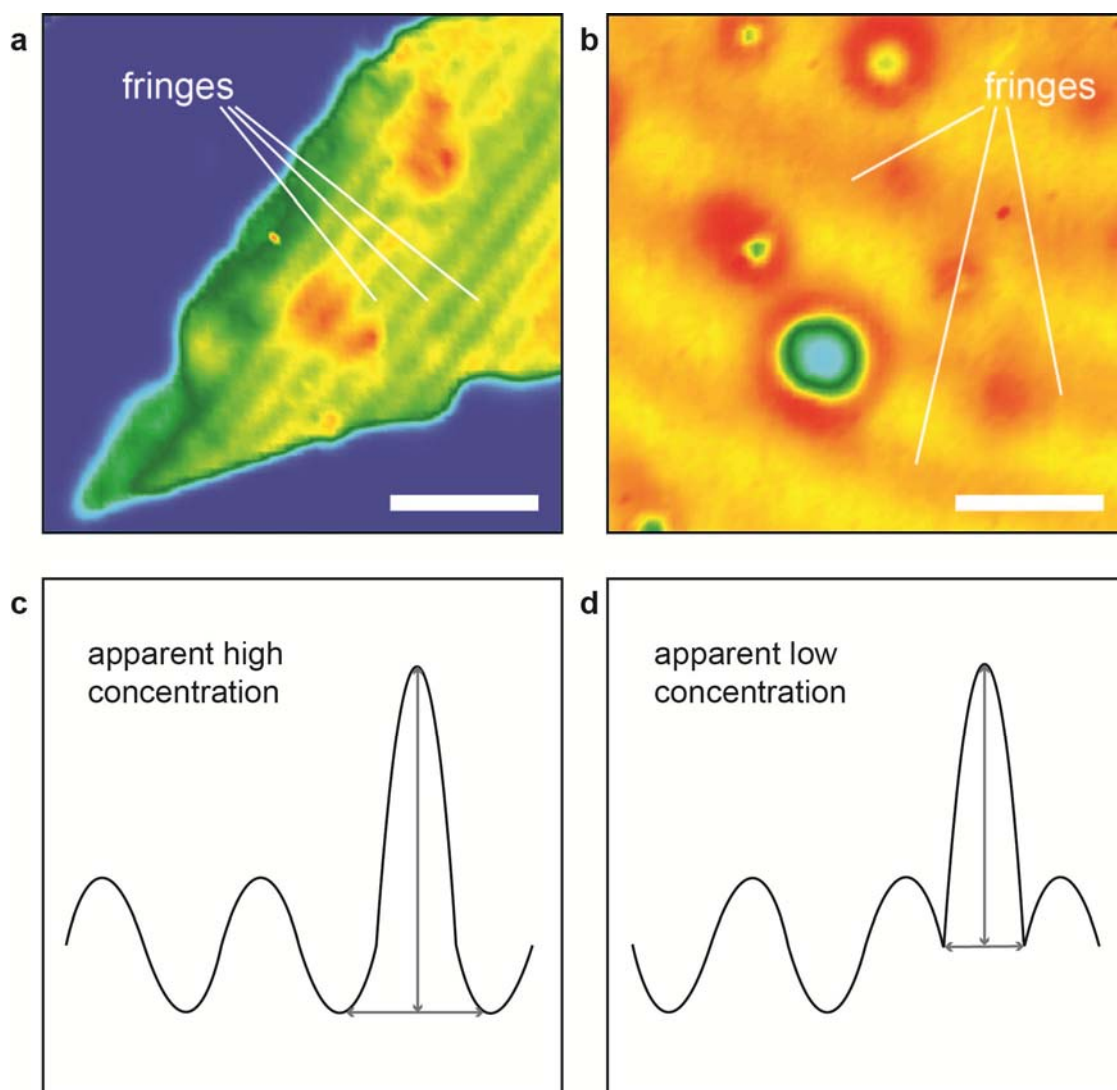 a
fringes
b
fringes
c
apparent high
concentration
d
apparent low
concentration